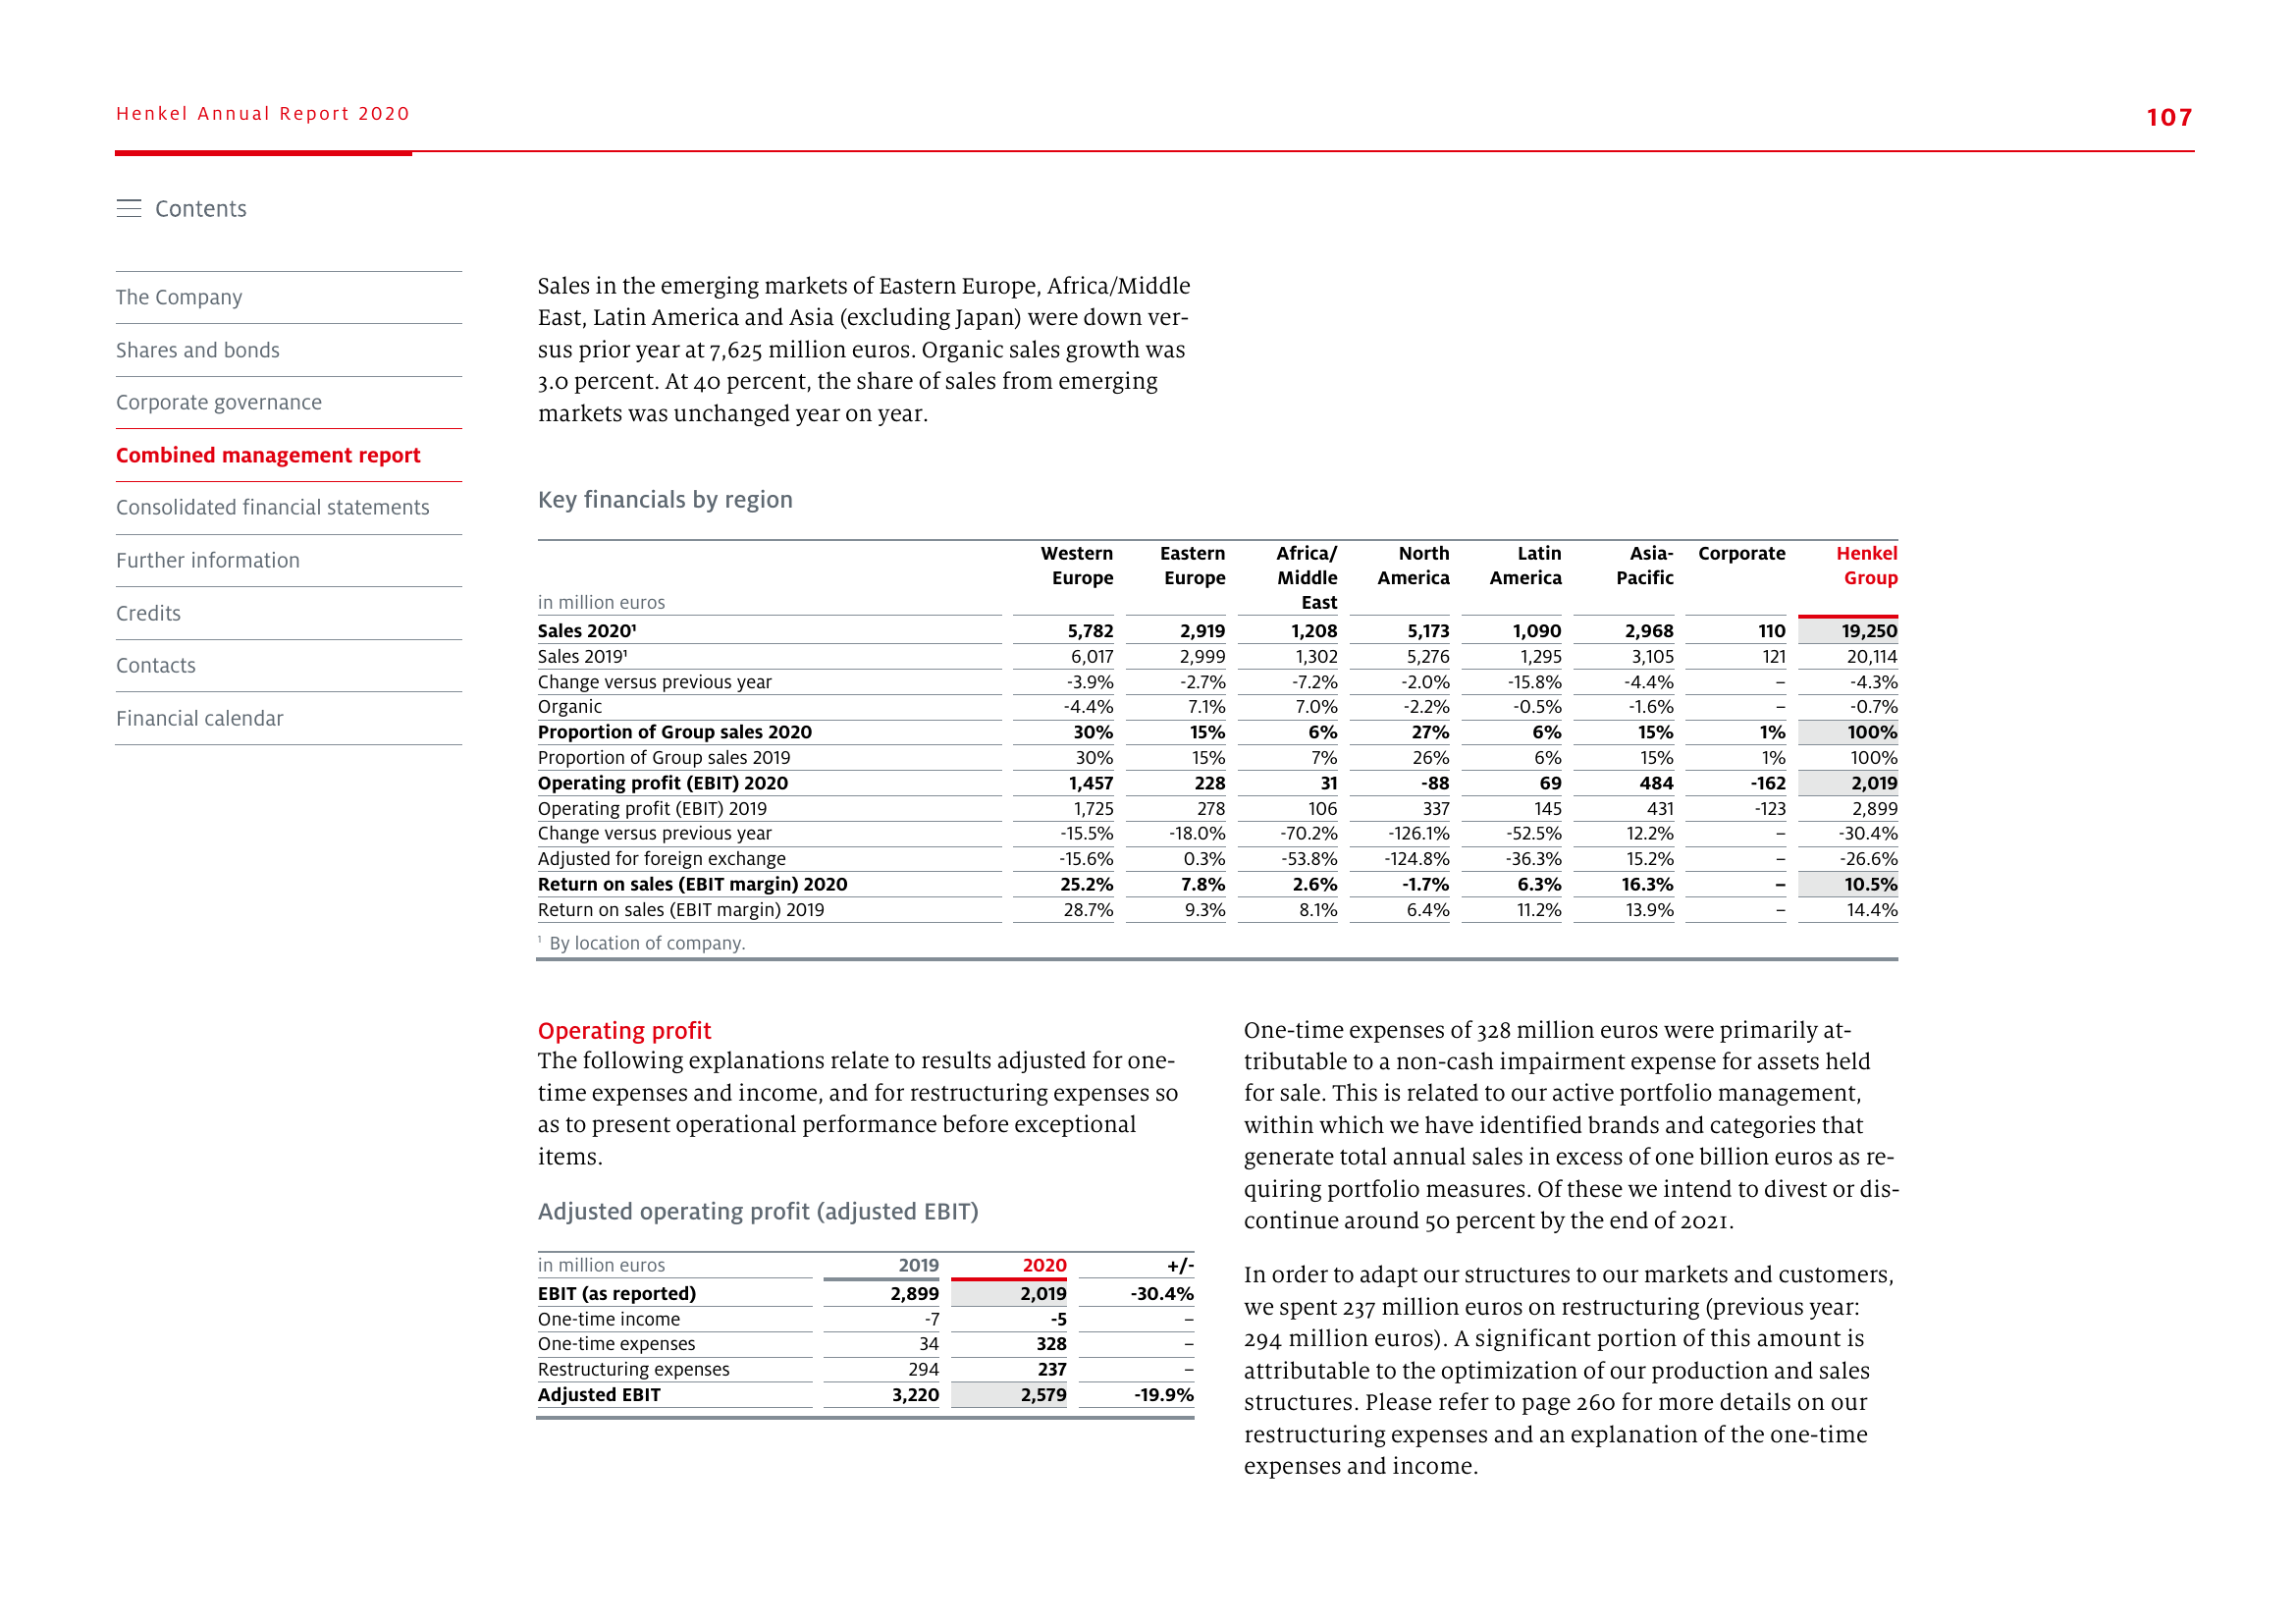 Henkel Annual Report 2020
107
Contents
The Company
Shares and bonds
Corporate governance
Combined management report
Consolidated financial statements
Further information
Credits
Contacts
Financial calendar
Sales in the emerging markets of Eastern Europe, Africa/Middle
East, Latin America and Asia (excluding Japan) were down ver-
sus prior year at 7,625 million euros. Organic sales growth was
3.0 percent. At 40 percent, the share of sales from emerging
markets was unchanged year on year.
Key financials by region
Western Eastern Africa/ North Latin Asia- Corporate Henkel
Europe Europe Middle America America Pacific Group
in million euros East
Sales 2020¹ 5,782 2,919 1,208 5,173 1,090 2,968 110 19,250
Sales 2019¹ 6,017 2,999 1,302 5,276 1,295 3,105 121 20,114
Change versus previous year -3.9% -2.7% -7.2% -2.0% -15.8% -4.4% – -4.3%
Organic -4.4% 7.1% 7.0% -2.2% -0.5% -1.6% – -0.7%
Proportion of Group sales 2020 30% 15% 6% 27% 6% 15% 1% 100%
Proportion of Group sales 2019 30% 15% 7% 26% 6% 15% 1% 100%
Operating profit (EBIT) 2020 1,457 228 31 -88 69 484 -162 2,019
Operating profit (EBIT) 2019 1,725 278 106 337 145 431 -123 2,899
Change versus previous year -15.5% -18.0% -70.2% -126.1% -52.5% 12.2% – -30.4%
Adjusted for foreign exchange -15.6% 0.3% -53.8% -124.8% -36.3% 15.2% – -26.6%
Return on sales (EBIT margin) 2020 25.2% 7.8% 2.6% -1.7% 6.3% 16.3% – 10.5%
Return on sales (EBIT margin) 2019 28.7% 9.3% 8.1% 6.4% 11.2% 13.9% – 14.4%
¹ By location of company.
Operating profit
The following explanations relate to results adjusted for one-
time expenses and income, and for restructuring expenses so
as to present operational performance before exceptional
items.
Adjusted operating profit (adjusted EBIT)
in million euros 2019 2020 +/-
EBIT (as reported) 2,899 2,019 -30.4%
One-time income -7 -5 –
One-time expenses 34 328 –
Restructuring expenses 294 237 –
Adjusted EBIT 3,220 2,579 -19.9%
One-time expenses of 328 million euros were primarily at-
tributable to a non-cash impairment expense for assets held
for sale. This is related to our active portfolio management,
within which we have identified brands and categories that
generate total annual sales in excess of one billion euros as re-
quiring portfolio measures. Of these we intend to divest or dis-
continue around 50 percent by the end of 2021.
In order to adapt our structures to our markets and customers,
we spent 237 million euros on restructuring (previous year:
294 million euros). A significant portion of this amount is
attributable to the optimization of our production and sales
structures. Please refer to page 260 for more details on our
restructuring expenses and an explanation of the one-time
expenses and income.